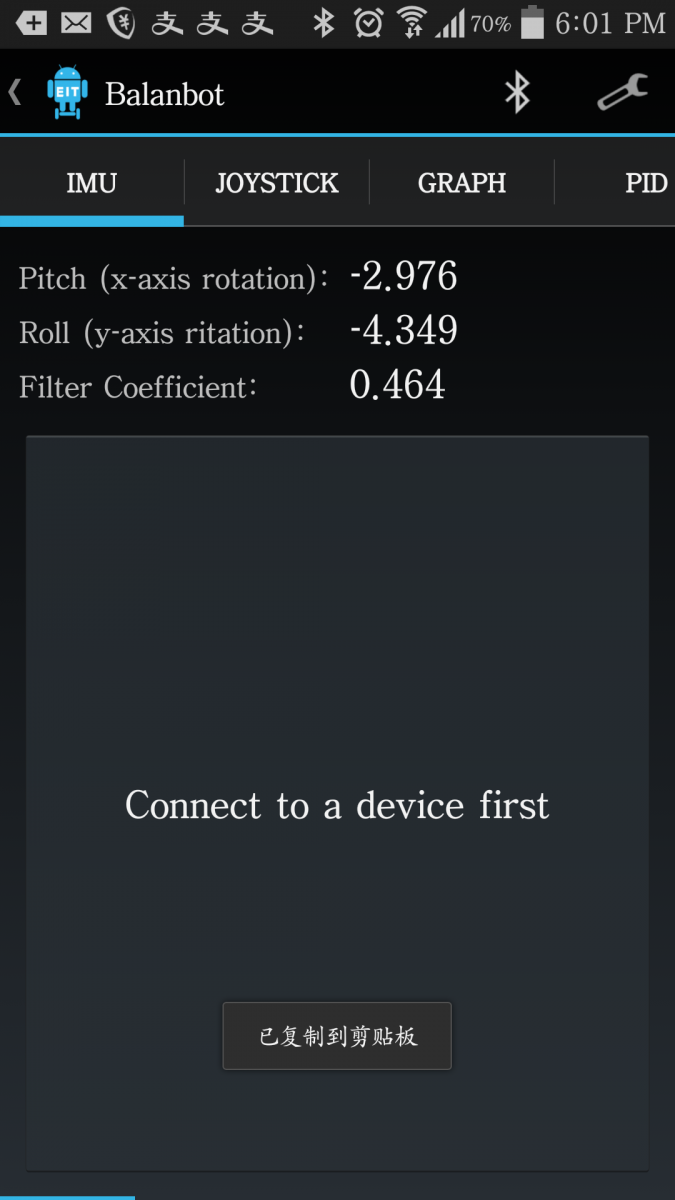 70% 6:01 PM
EIT Balanbot
IMU JOYSTICK GRAPH PID
Pitch (x-axis rotation): -2.976
Roll (y-axis ritation): -4.349
Filter Coefficient: 0.464
Connect to a device first
已复制到剪贴板